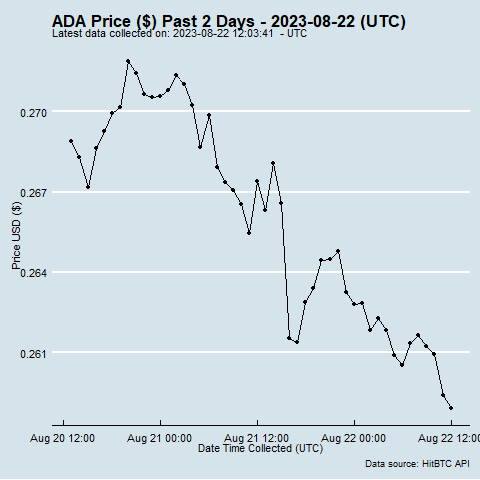 ADA Price ($) Past 2 Days - 2023-08-22 (UTC)
Latest data collected on: 2023-08-22 12:03:41 - UTC
0.270
0.267
Price USD ($)
0.264
0.261
Aug 20 12:00 Aug 21 00:00 Aug 21 12:00 Aug 22 00:00 Aug 22 12:00
Date Time Collected (UTC)
Data source: HitBTC API